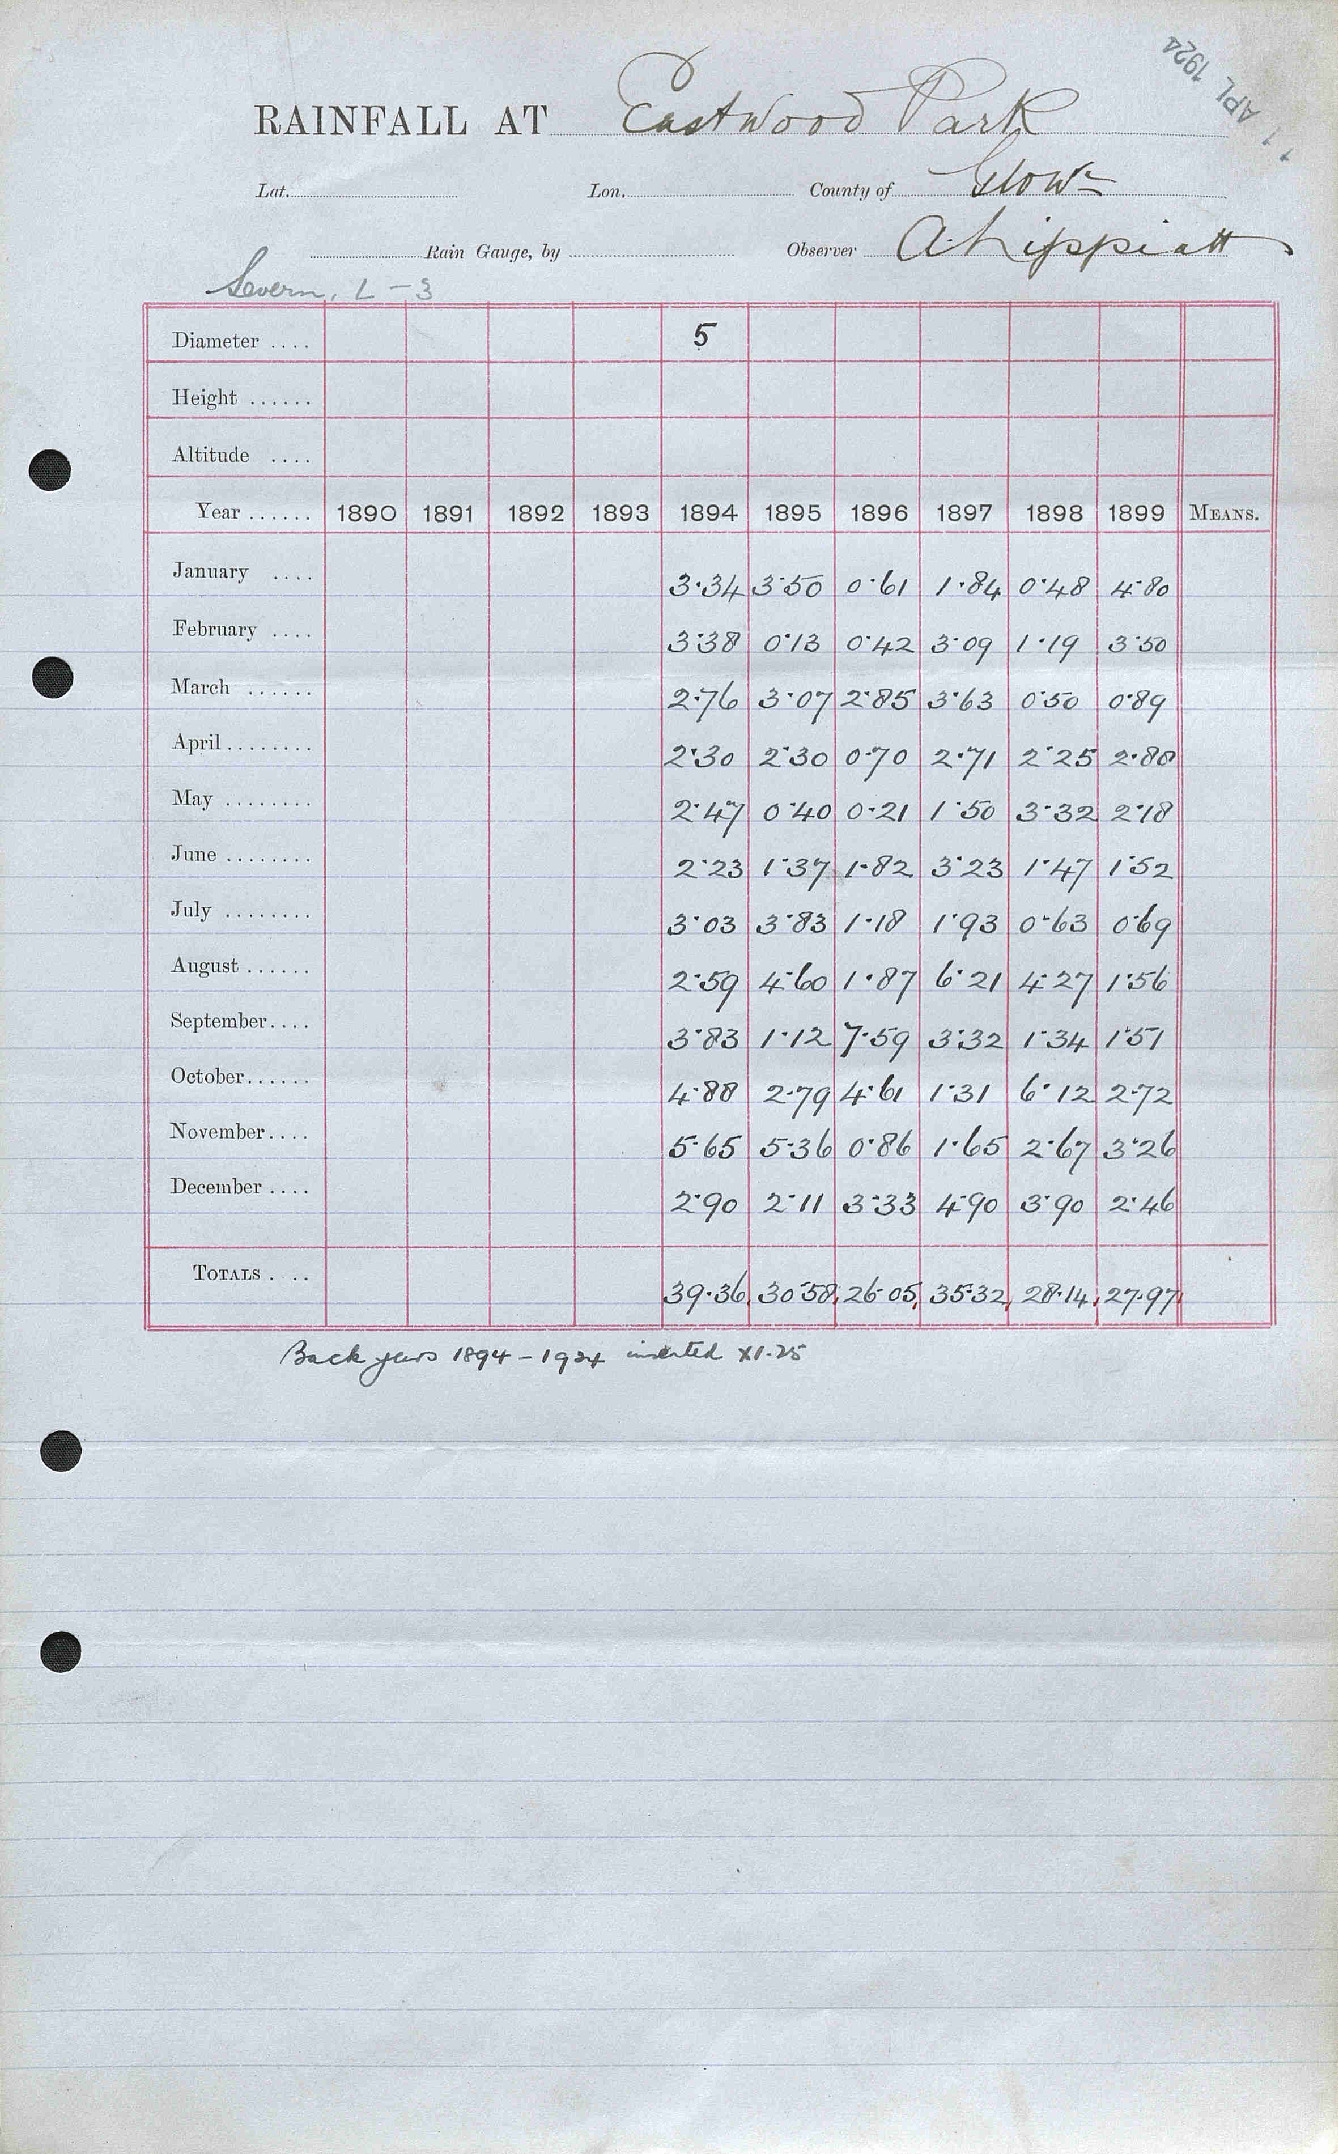 11 APL 1924
RAINFALL AT Eastwood Park
Lat. Lon. County of Glouc
Rain Gauge, by Observer A Lippiatt
Severn, L - 3
Diameter .... 5
Height ......
Altitude ....
Year ...... 1890 1891 1892 1893 1894 1895 1896 1897 1898 1899 MEANS.
January .... 3.34 3.50 0.61 1.84 0.48 4.80
February .... 3.38 0.13 0.42 3.09 1.19 3.50
March ...... 2.76 3.07 2.85 3.63 0.50 0.89
April ........ 2.30 2.30 0.70 2.71 2.25 2.88
May ........ 2.47 0.40 0.21 1.50 3.32 2.18
June ........ 2.23 1.37 1.82 3.23 1.47 1.52
July ........ 3.03 3.83 1.18 1.93 0.63 0.69
August ...... 2.59 4.60 1.87 6.21 4.27 1.56
September.... 3.83 1.12 7.59 3.32 1.34 1.51
October...... 4.88 2.79 4.61 1.31 6.12 2.72
November.... 5.65 5.36 0.86 1.65 2.67 3.26
December .... 2.90 2.11 3.33 4.90 3.90 2.46
TOTALS . .. 39.36 30.58 26.05 35.32 28.14 27.97
Back years 1894 - 1924 inserted X1.25